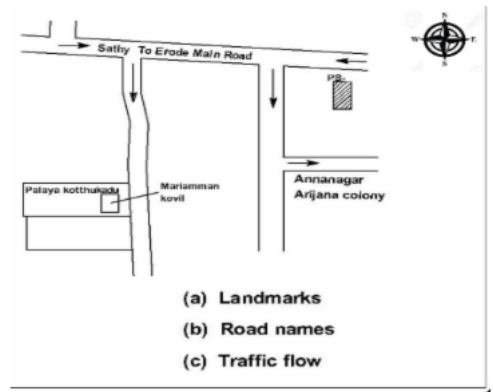 N
W
E
S
Sathy To Erode Main Road
PS-
Palaya kotthukadu
Mariamman
kovil
Annanagar
Arijana colony
(a) Landmarks
(b) Road names
(c) Traffic flow